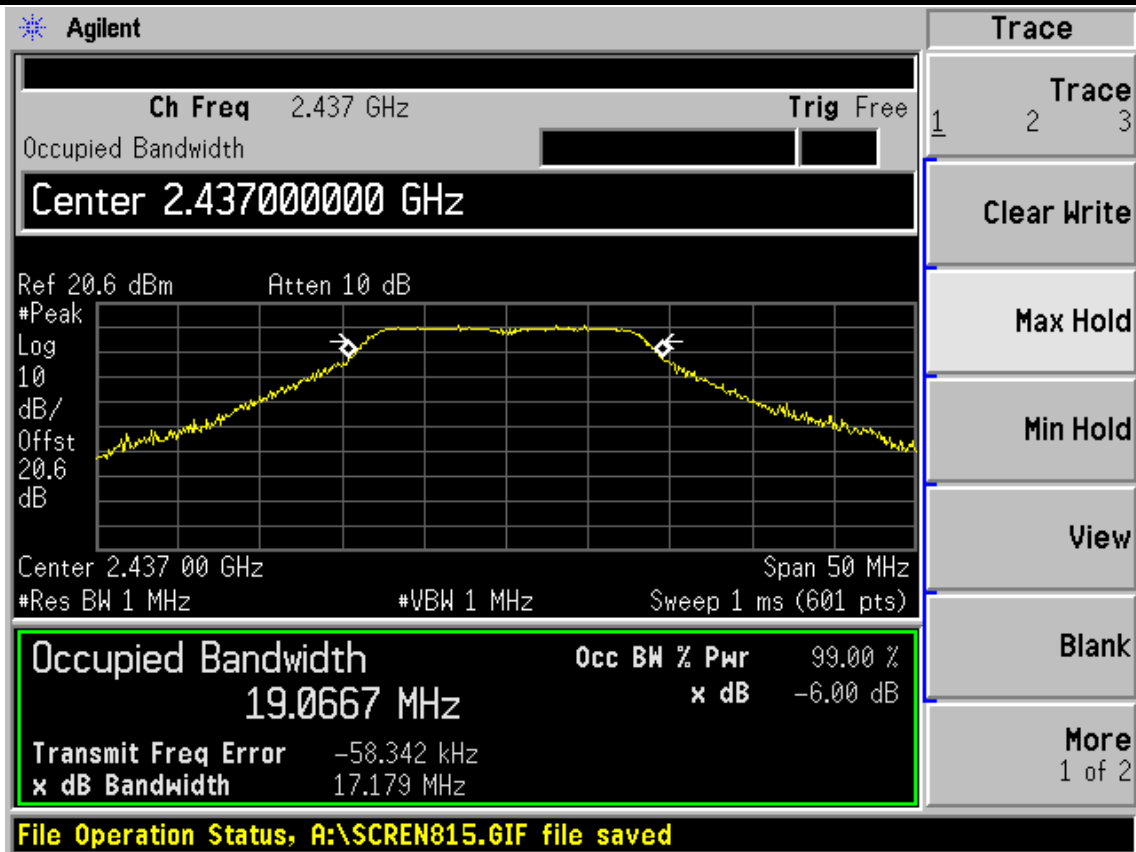 Agilent
Trace
Ch Freq 2.437 GHz Trig Free
Occupied Bandwidth
Center 2.437000000 GHz
Ref 20.6 dBm Atten 10 dB
#Peak
Log
10
dB/
Offst
20.6
dB
Center 2.437 00 GHz Span 50 MHz
#Res BW 1 MHz #VBW 1 MHz Sweep 1 ms (601 pts)
Occupied Bandwidth
19.0667 MHz
Occ BW % Pwr 99.00 %
x dB -6.00 dB
Transmit Freq Error -58.342 kHz
x dB Bandwidth 17.179 MHz
Trace
1 2 3
Clear Write
Max Hold
Min Hold
View
Blank
More
1 of 2
File Operation Status, A:\SCREN815.GIF file saved